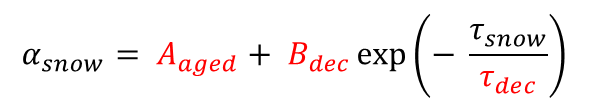 α_snow = A_aged + B_dec exp(− τ_snow / τ_dec)